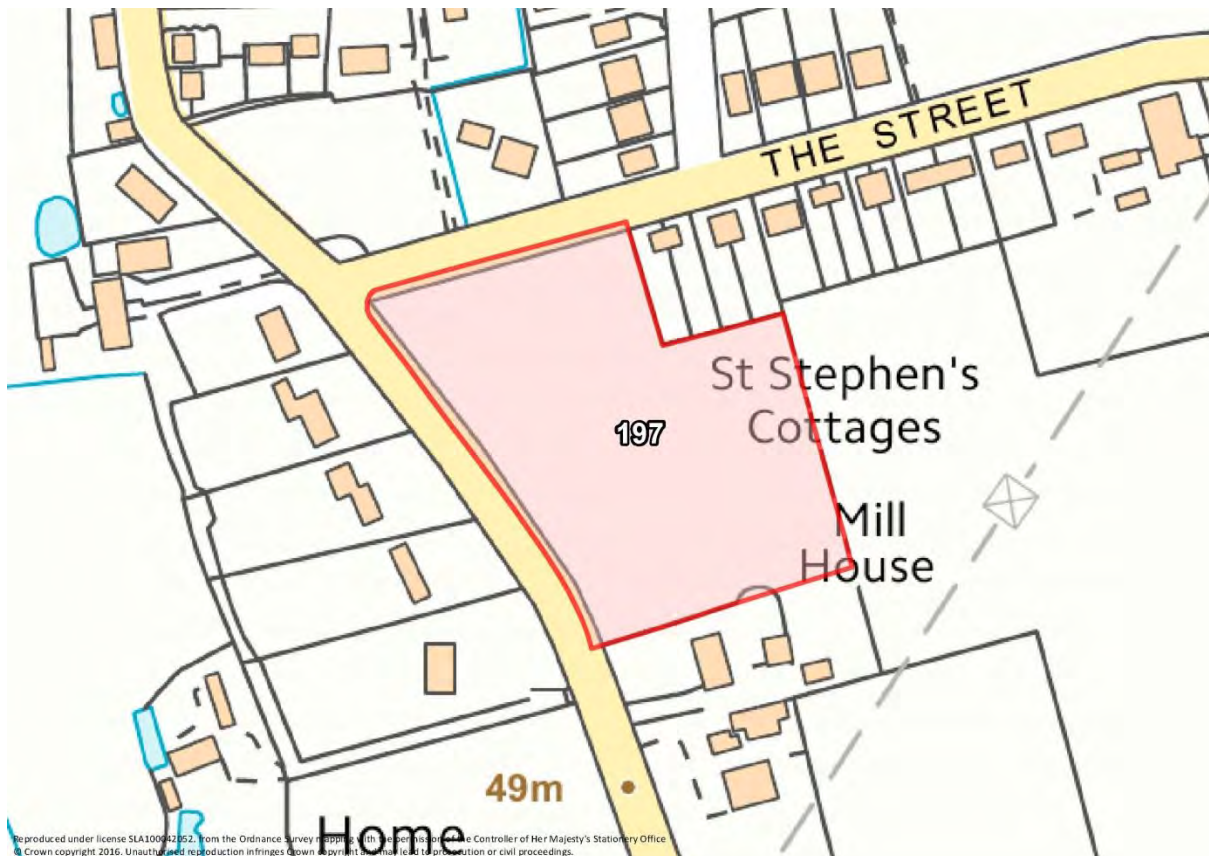 THE STREET
St Stephen's
Cottages
197
Mill
House
49m
Home
Reproduced under license SLA100042052. from the Ordnance Survey mapping with the permission of the Controller of Her Majesty's Stationery Office
© Crown copyright 2016. Unauthorised reproduction infringes Crown copyright and may lead to prosecution or civil proceedings.